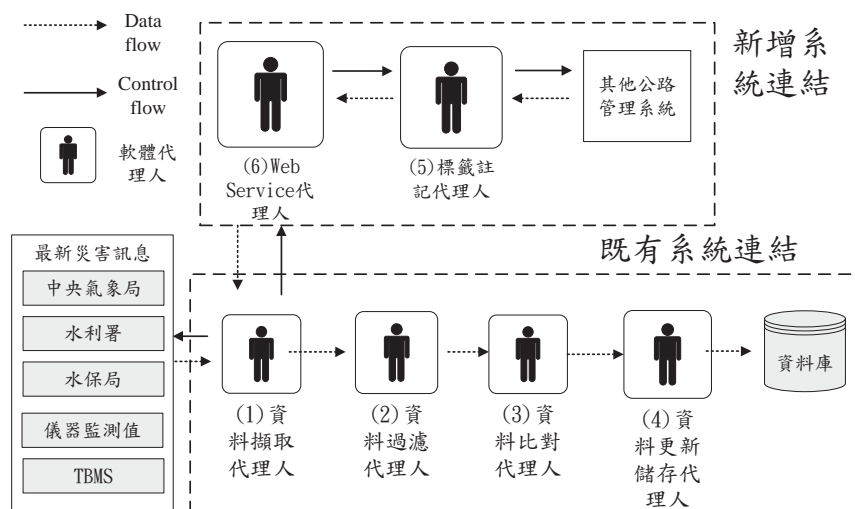 Data
flow
Control
flow
軟體代
理人
新增系
統連結
(6)Web
Service代
理人
(5)標籤註
記代理人
其他公路
管理系統
既有系統連結
最新災害訊息
中央氣象局
水利署
水保局
儀器監測值
TBMS
(1)資
料擷取
代理人
(2)資
料過濾
代理人
(3)資
料比對
代理人
(4)資
料更新
儲存代
理人
資料庫